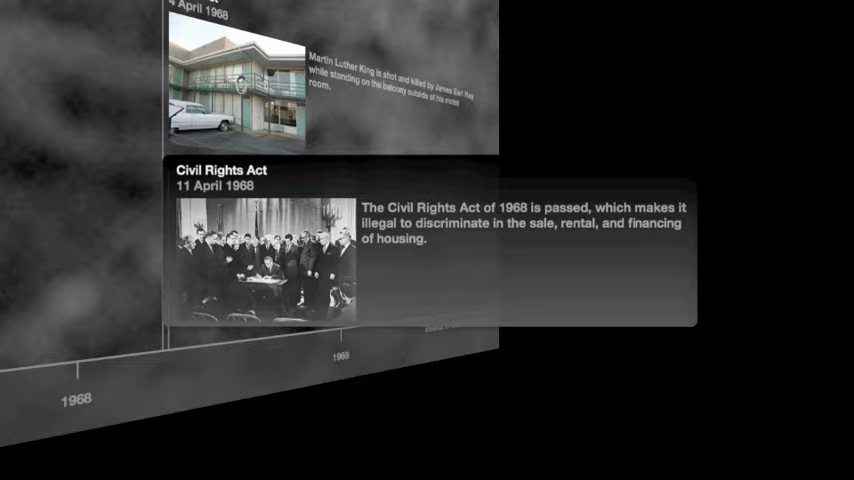 4 April 1968
Martin Luther King is shot and killed by James Earl Ray
while standing on the balcony outside of his motel
room.
Civil Rights Act
11 April 1968
The Civil Rights Act of 1968 is passed, which makes it
illegal to discriminate in the sale, rental, and financing
of housing.
1969
1968